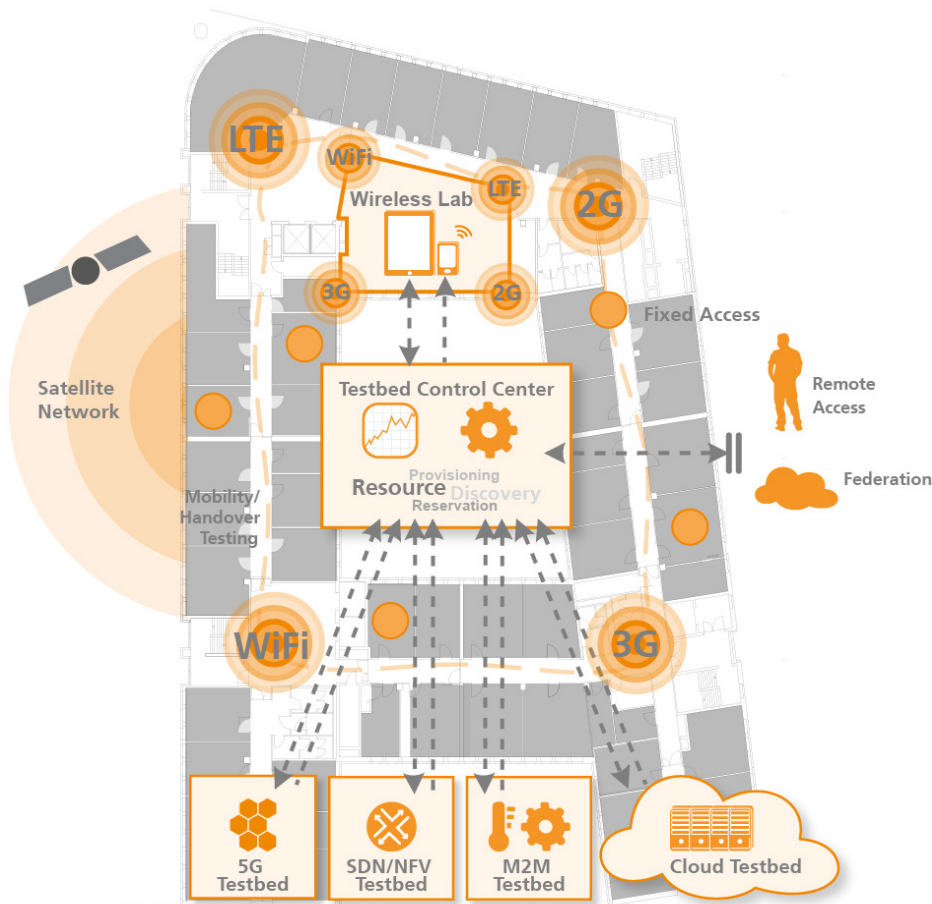 LTE
WiFi
LTE
2G
Wireless Lab
3G
2G
Fixed Access
Satellite
Network
Testbed Control Center
Remote
Access
Provisioning
Resource
Discovery
Reservation
Federation
Mobility/
Handover
Testing
WiFi
3G
5G
Testbed
SDN/NFV
Testbed
M2M
Testbed
Cloud Testbed